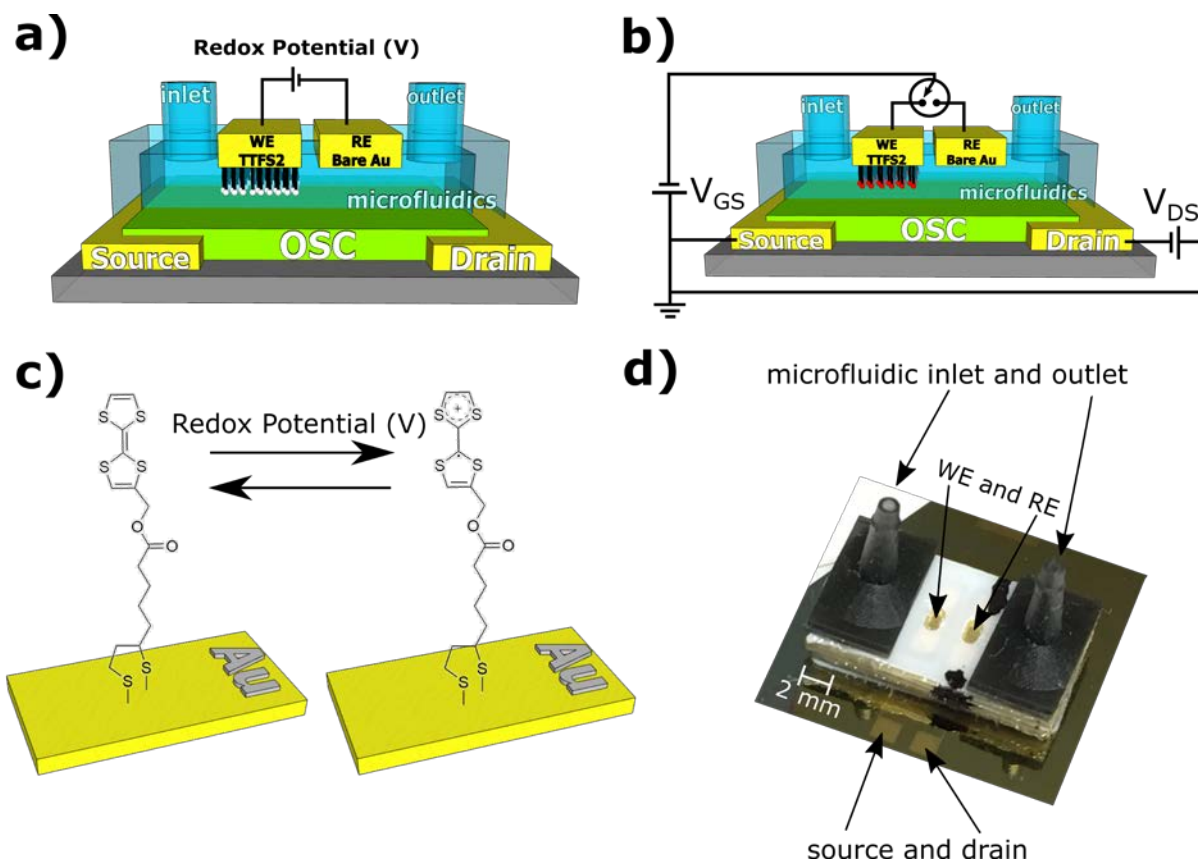 a)
Redox Potential (V)
inlet
outlet
WE
TTFS2
RE
Bare Au
microfluidics
OSC
Source
Drain
b)
inlet
outlet
WE
TTFS2
RE
Bare Au
microfluidics
VGS
VDS
OSC
Source
Drain
c)
Redox Potential (V)
S
S
S
S
O
O
S
S
Au
S
S
+
S
S
O
O
S
S
Au
d)
microfluidic inlet and outlet
WE and RE
2 mm
source and drain